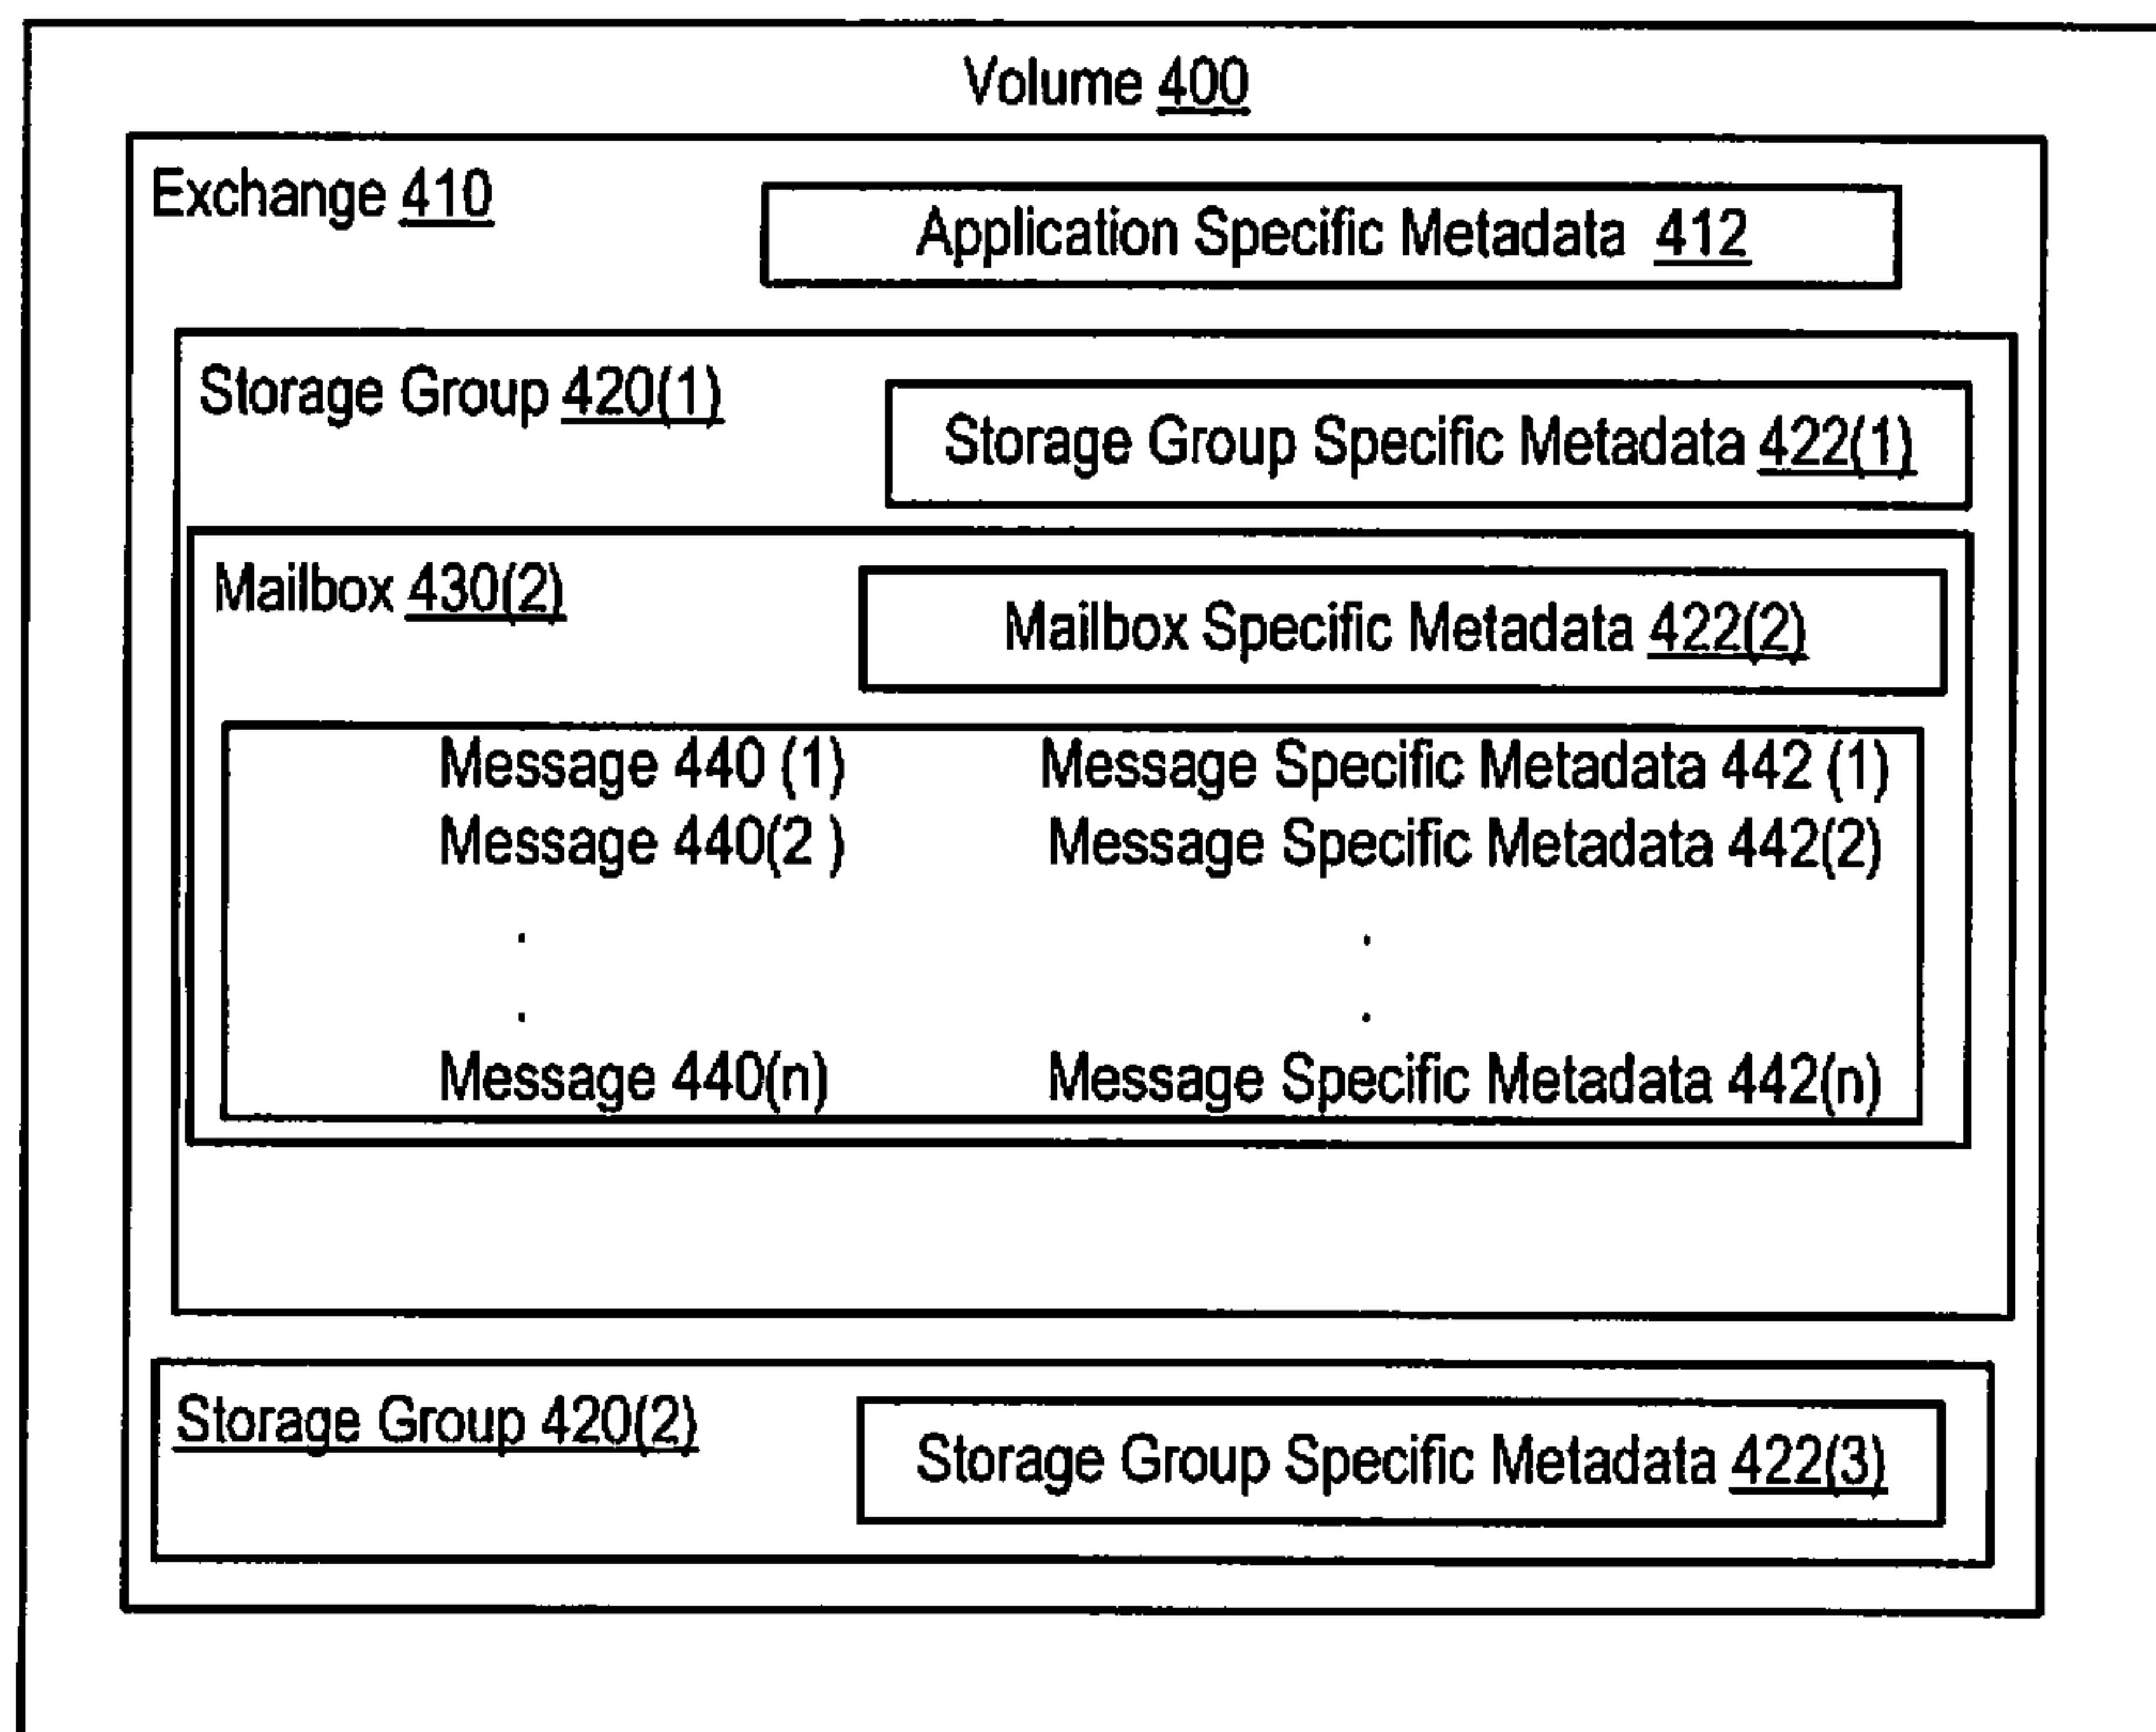 Volume 400
Exchange 410
Application Specific Metadata 412
Storage Group 420(1)
Storage Group Specific Metadata 422(1)
Mailbox 430(2)
Mailbox Specific Metadata 422(2)
Message 440 (1) Message Specific Metadata 442 (1)
Message 440(2 ) Message Specific Metadata 442(2)
. .
. .
Message 440(n) Message Specific Metadata 442(n)
Storage Group 420(2)
Storage Group Specific Metadata 422(3)